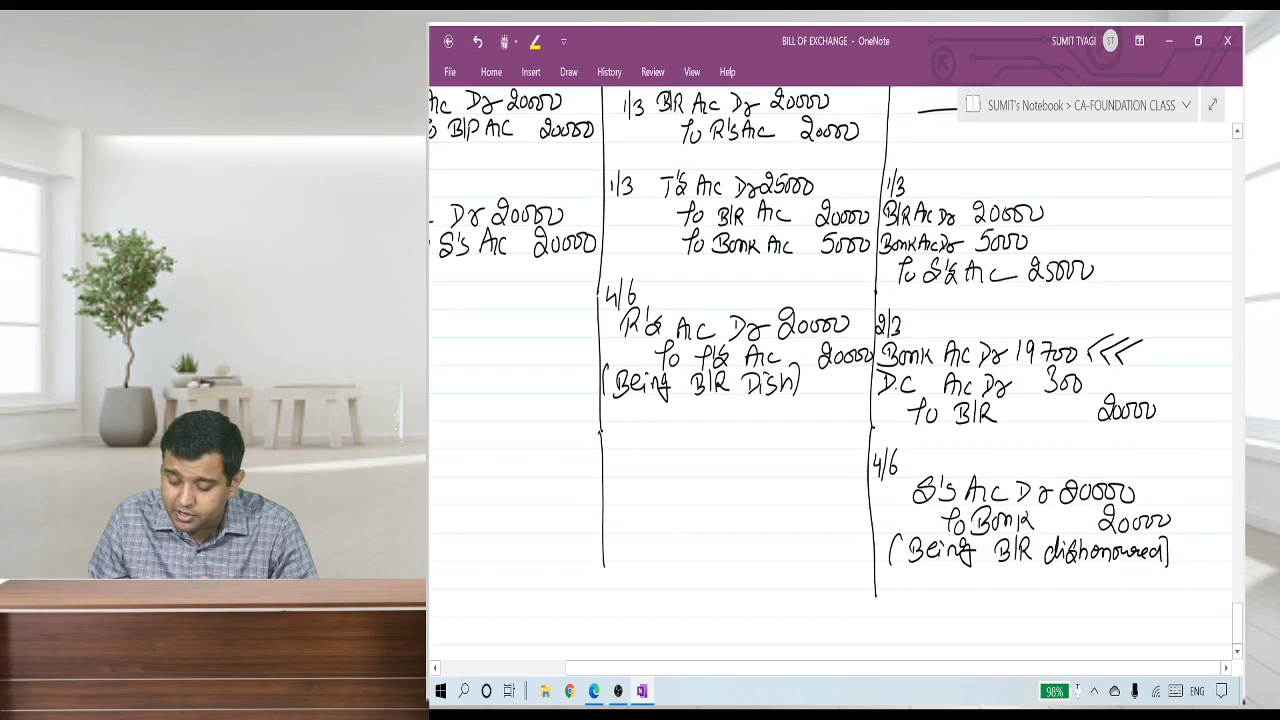 BILL OF EXCHANGE - OneNote
SUMIT TYAGI ST
File Home Insert Draw History Review View Help
SUMIT's Notebook > CA-FOUNDATION CLASS
A/C Dr 20000
To B/P A/C 20000
Dr 20000
S's A/C 20000
1/3 B/R A/C Dr 20000
To R's A/C 20000
1/3 T's A/C Dr 25000
To B/R A/C 20000
To Bank A/C 5000
4/6
R's A/C Dr 20000
To T's A/C 20000
(Being B/R Dish)
1/3
B/R A/C Dr 20000
Bank A/C Dr 5000
To S's A/C 25000
2/3
Bank A/C Dr 19700 <<<
D.C A/C Dr 300
To B/R 20000
4/6
S's A/C Dr 20000
To Bank 20000
(Being B/R dishonoured)
98% ENG